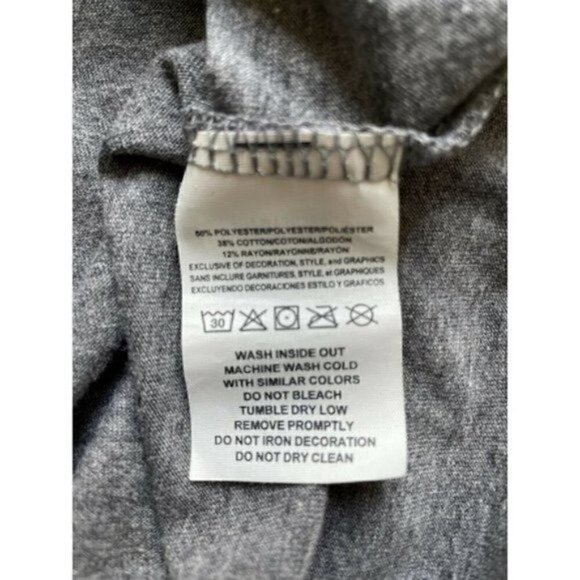 50% POLYESTER/POLYESTER/POLIÉSTER
38% COTTON/COTON/ALGODÓN
12% RAYON/RAYONNE/RAYÓN
EXCLUSIVE OF DECORATION, STYLE, and GRAPHICS
SANS INCLURE GARNITURES, STYLE, et GRAPHIQUES
EXCLUYENDO DECORACIONES ESTILO Y GRAFICOS
30
WASH INSIDE OUT
MACHINE WASH COLD
WITH SIMILAR COLORS
DO NOT BLEACH
TUMBLE DRY LOW
REMOVE PROMPTLY
DO NOT IRON DECORATION
DO NOT DRY CLEAN